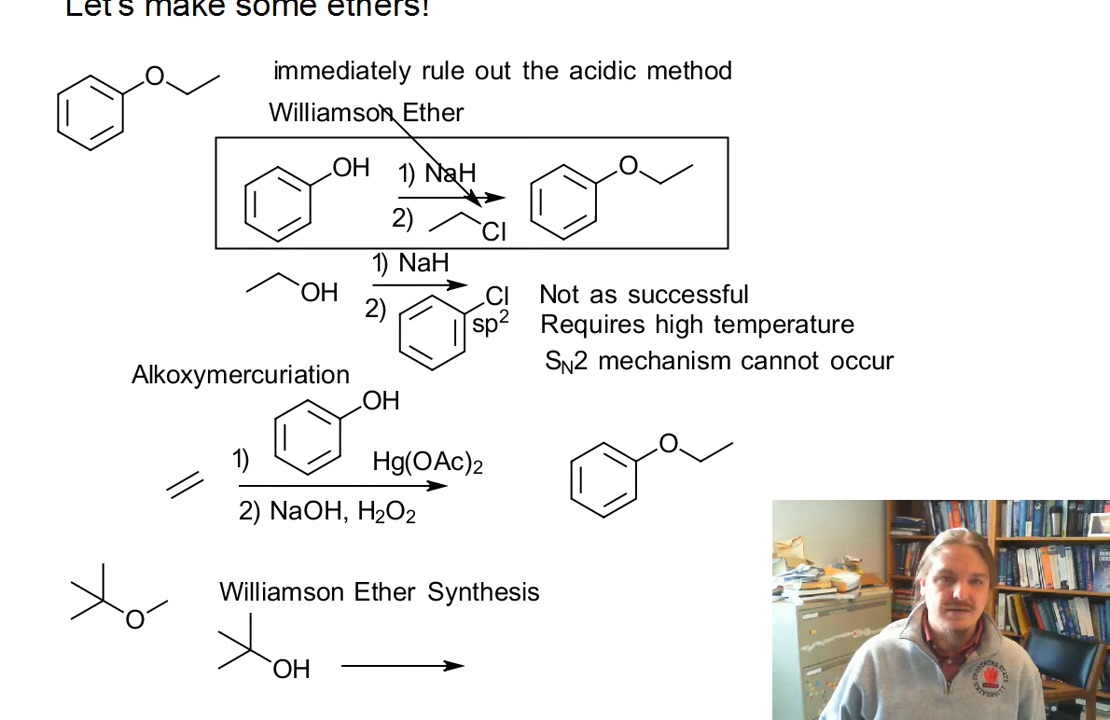 Let's make some ethers!
O
immediately rule out the acidic method
Williamson Ether
OH
1) NaH
2)
Cl
O
OH
1) NaH
2)
Cl
sp2
Not as successful
Requires high temperature
SN2 mechanism cannot occur
Alkoxymercuriation
OH
1)
Hg(OAc)2
2) NaOH, H2O2
O
O
Williamson Ether Synthesis
OH